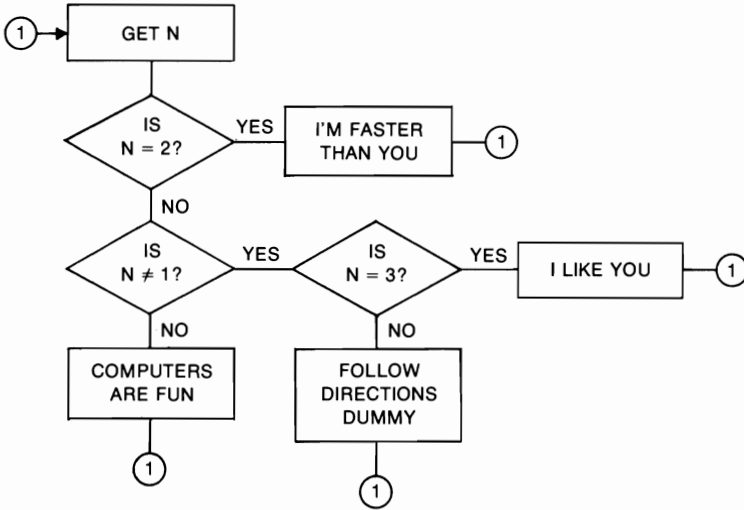 1
GET N
IS
N = 2?
YES
I'M FASTER
THAN YOU
1
NO
IS
N ≠ 1?
YES
IS
N = 3?
YES
I LIKE YOU
1
NO
COMPUTERS
ARE FUN
1
NO
FOLLOW
DIRECTIONS
DUMMY
1